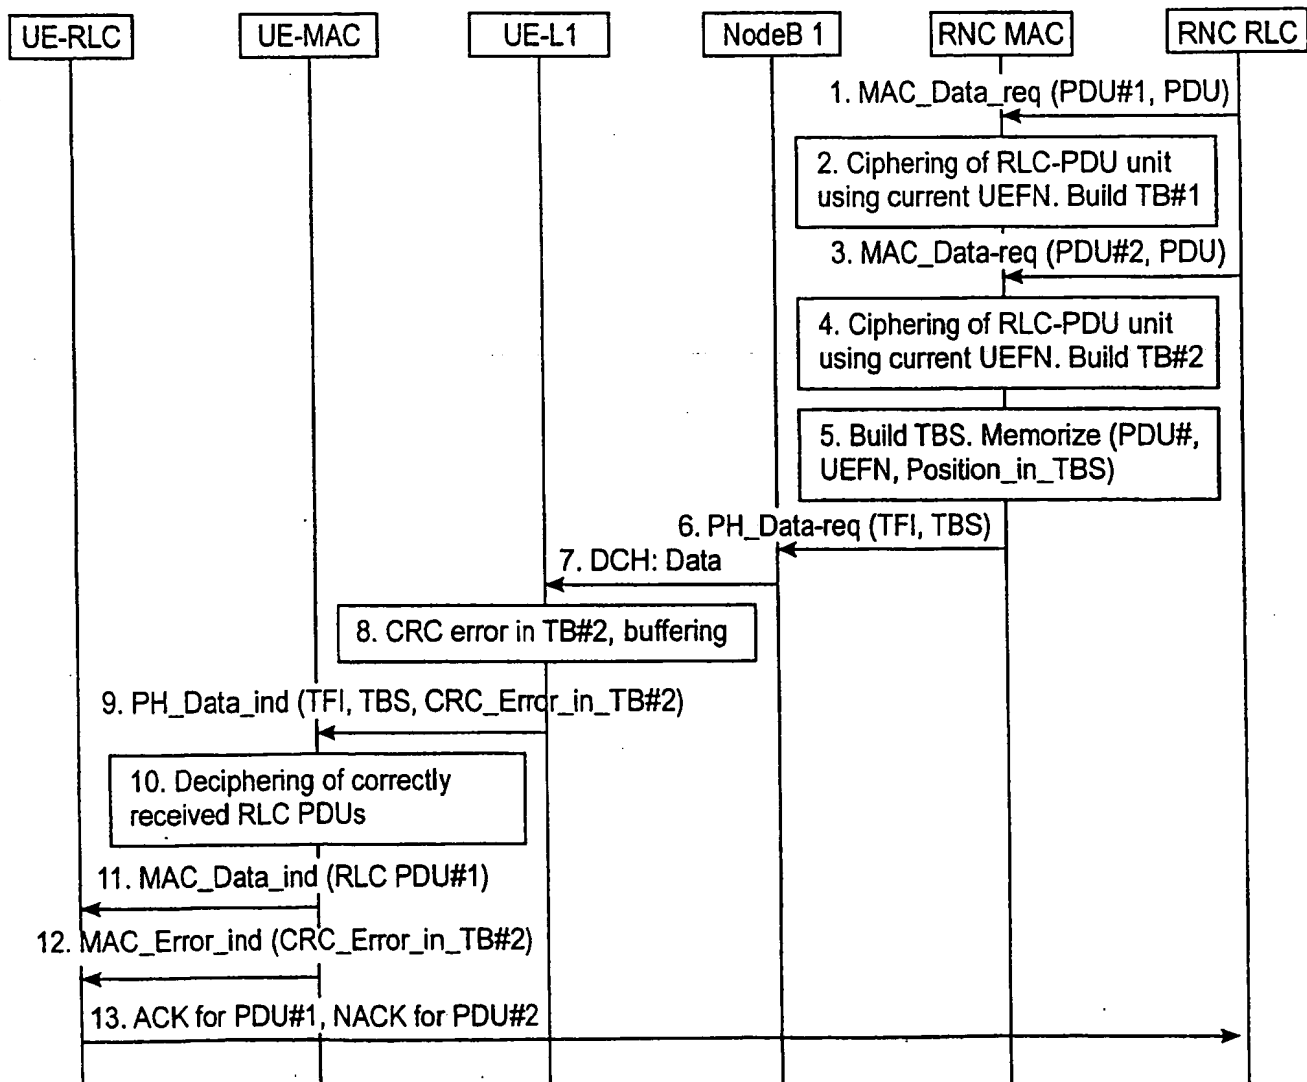 UE-RLC
UE-MAC
UE-L1
NodeB 1
RNC MAC
RNC RLC
1. MAC_Data_req (PDU#1, PDU)
2. Ciphering of RLC-PDU unit
using current UEFN. Build TB#1
3. MAC_Data-req (PDU#2, PDU)
4. Ciphering of RLC-PDU unit
using current UEFN. Build TB#2
5. Build TBS. Memorize (PDU#,
UEFN, Position_in_TBS)
6. PH_Data-req (TFI, TBS)
7. DCH: Data
8. CRC error in TB#2, buffering
9. PH_Data_ind (TFI, TBS, CRC_Error_in_TB#2)
10. Deciphering of correctly
received RLC PDUs
11. MAC_Data_ind (RLC PDU#1)
12. MAC_Error_ind (CRC_Error_in_TB#2)
13. ACK for PDU#1, NACK for PDU#2